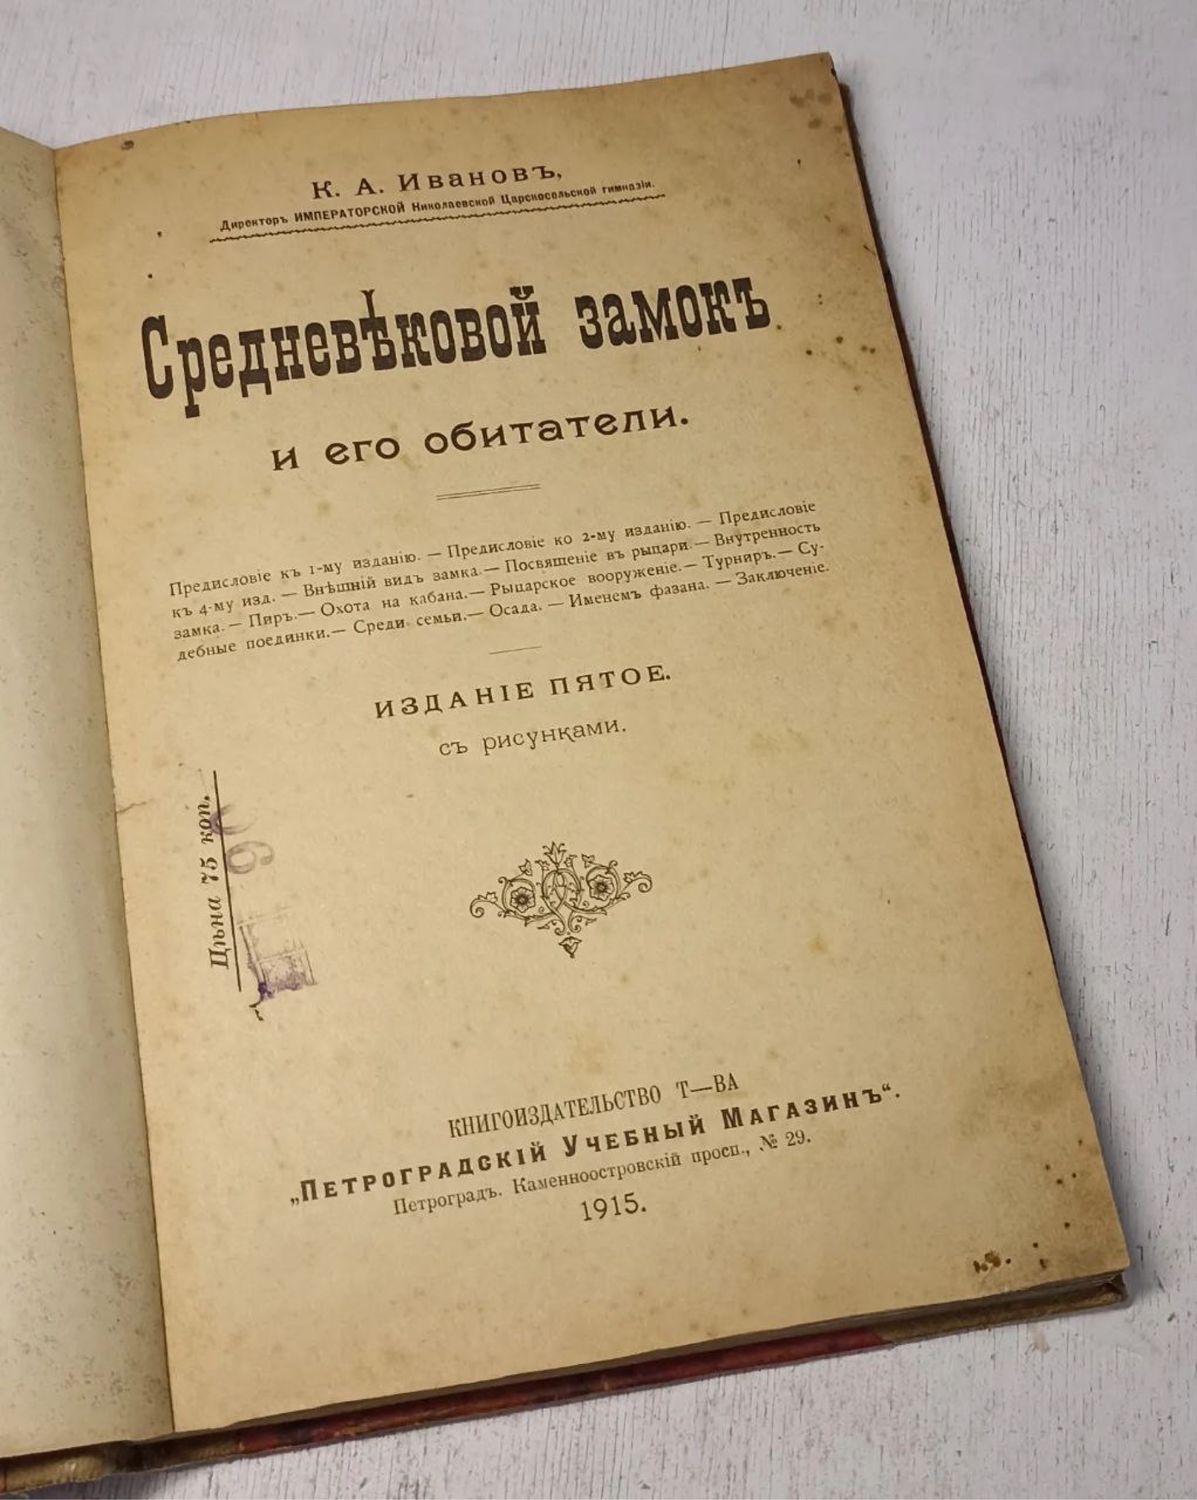 К. А. Ивановъ,
Директоръ ИМПЕРАТОРСКОЙ Николаевской Царскосельской гимназіи.
Средневѣковой замокъ
и его обитатели.
Предисловіе къ 1-му изданію. — Предисловіе ко 2-му изданію. — Предисловіе
къ 4-му изд. — Внѣшній видъ замка. — Посвященіе въ рыцари. — Внутренность
замка. — Пиръ. — Охота на кабана. — Рыцарское вооруженіе. — Турниръ. — Су-
дебные поединки. — Среди семьи. — Осада. — Именемъ фазана. — Заключеніе.
ИЗДАНІЕ ПЯТОЕ.
съ рисунками.
Цѣна 75 коп.
КНИГОИЗДАТЕЛЬСТВО Т—ВА
„Петроградскій Учебный Магазинъ“.
Петроградъ. Каменноостровскій просп., № 29.
1915.